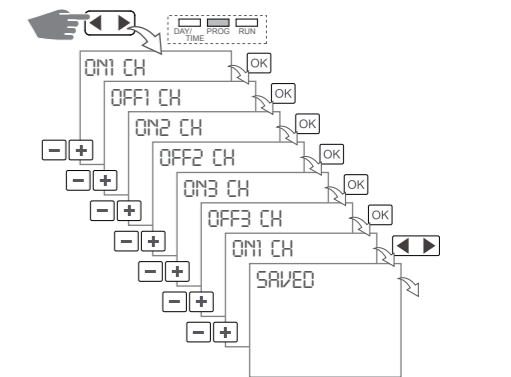 DAY/
TIME PROG RUN
ON1 CH
OK
OFF1 CH
OK
ON2 CH
OK
OFF2 CH
OK
ON3 CH
OK
OFF3 CH
OK
ON1 CH
SAVED